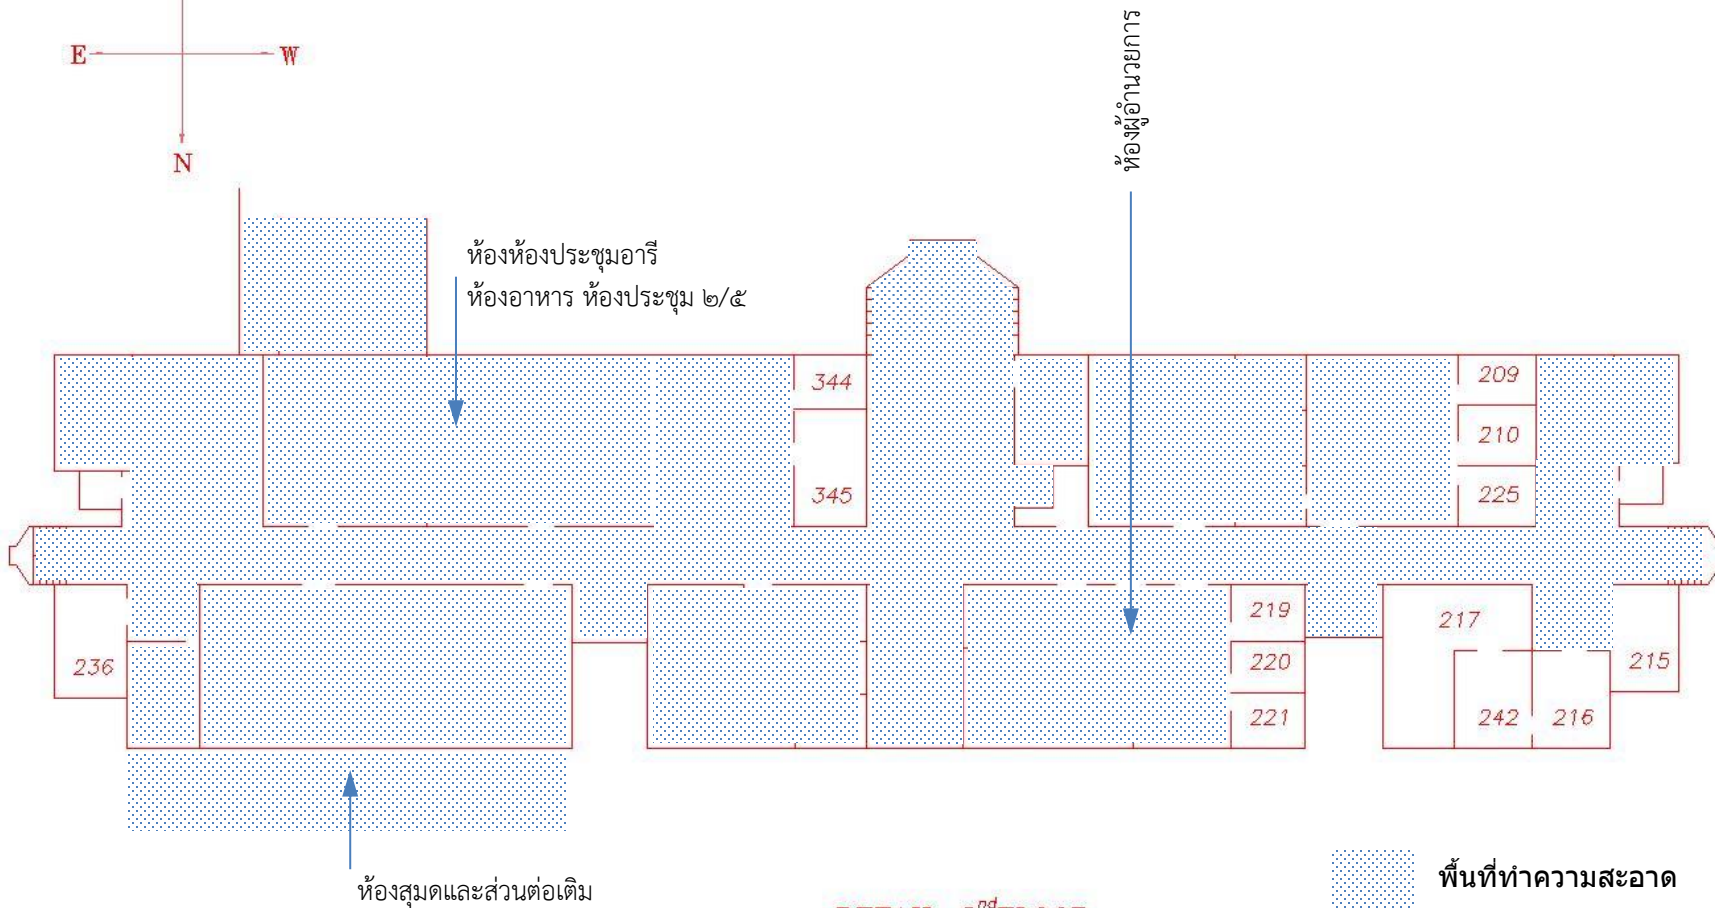 E
W
N
ห้องผู้อำนวยการ
ห้องห้องประชุมอารี
ห้องอาหาร ห้องประชุม ๒/๕
344
345
209
210
225
219
220
221
217
236
215
242
216
ห้องสมุดและส่วนต่อเติม
พื้นที่ทำความสะอาด